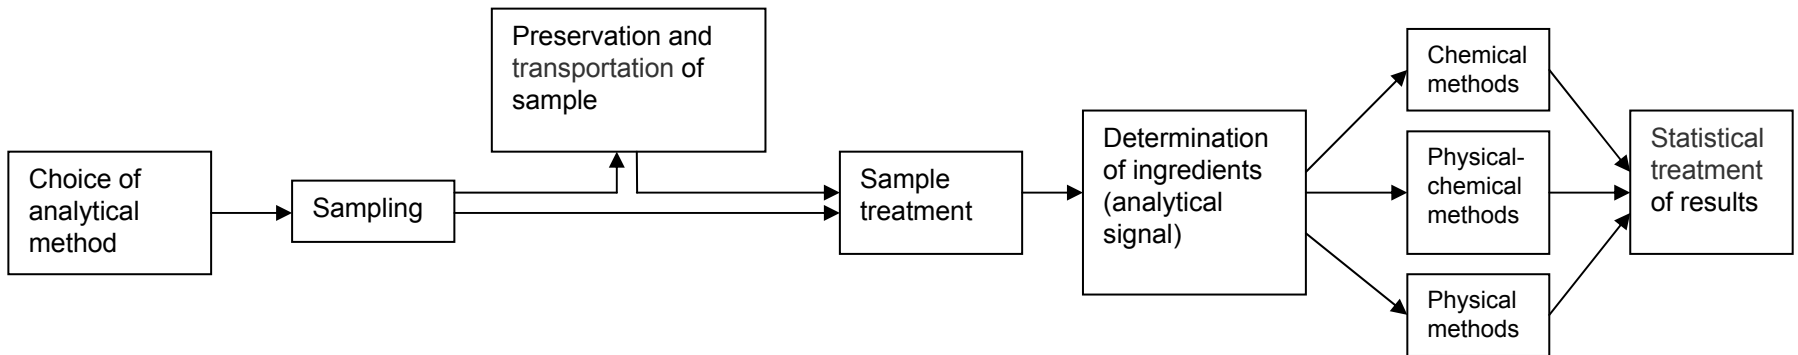 Preservation and
transportation of
sample
Choice of
analytical
method
Sampling
Sample
treatment
Determination
of ingredients
(analytical
signal)
Chemical
methods
Physical-
chemical
methods
Physical
methods
Statistical
treatment
of results